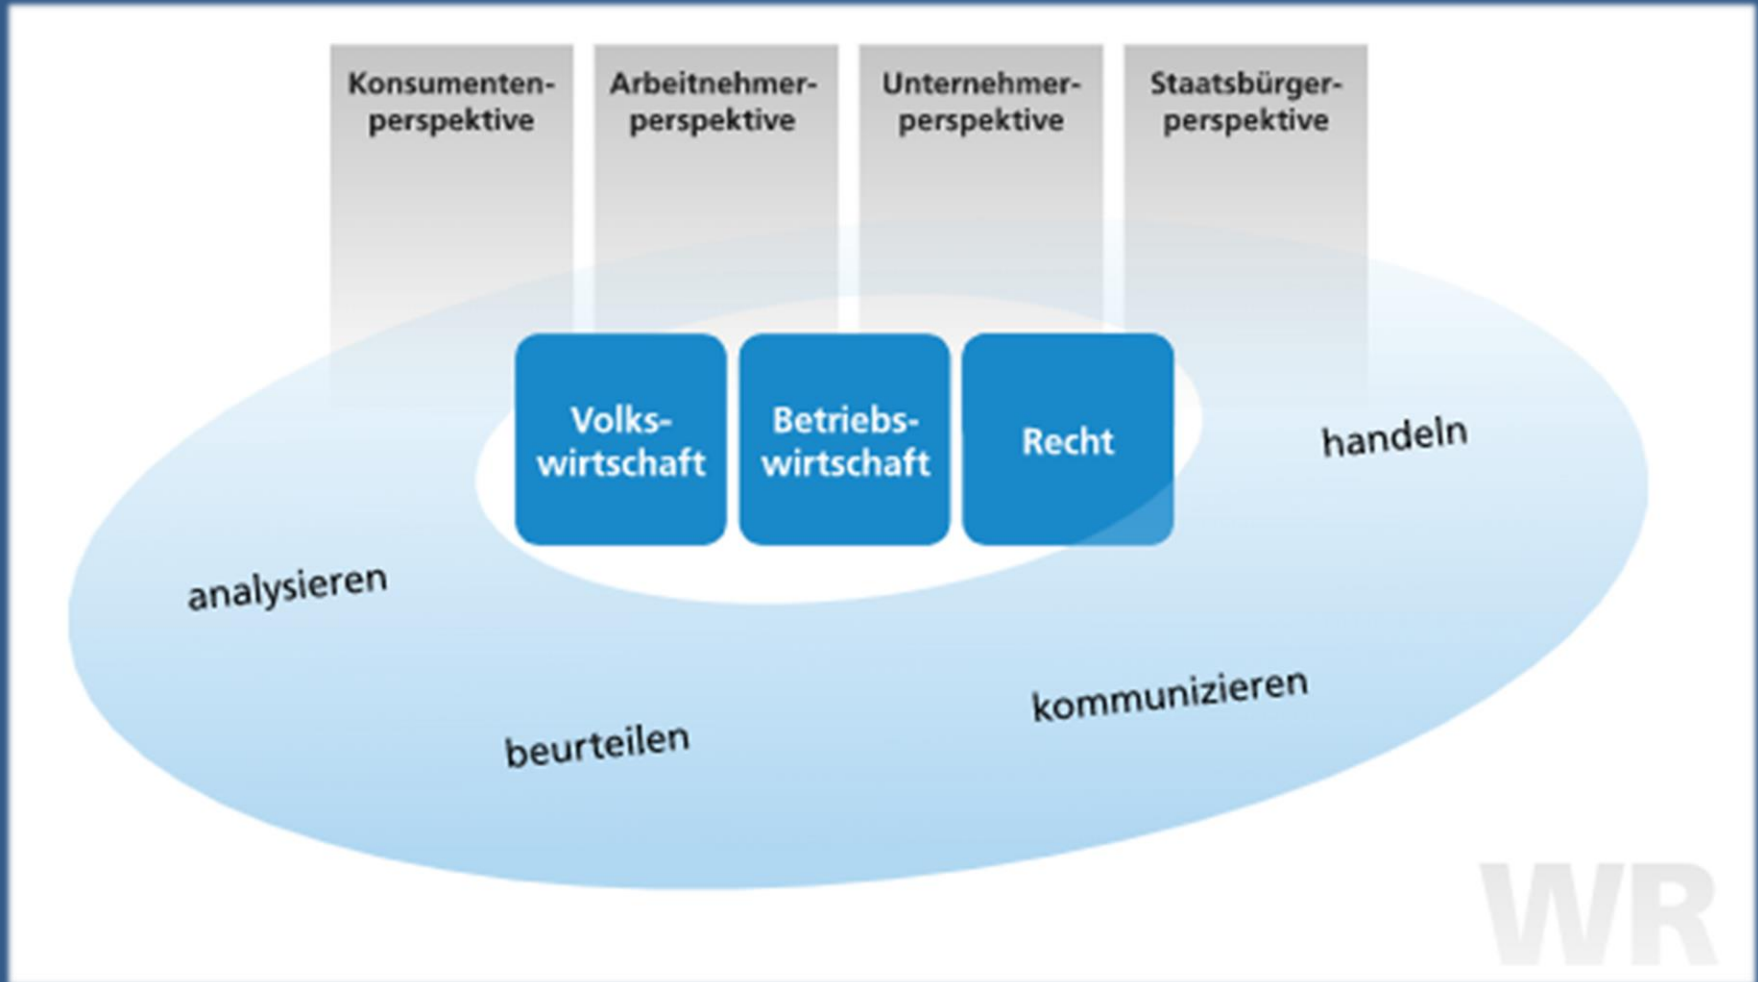 Konsumenten-
perspektive
Arbeitnehmer-
perspektive
Unternehmer-
perspektive
Staatsbürger-
perspektive
Volks-
wirtschaft
Betriebs-
wirtschaft
Recht
handeln
analysieren
kommunizieren
beurteilen
WR